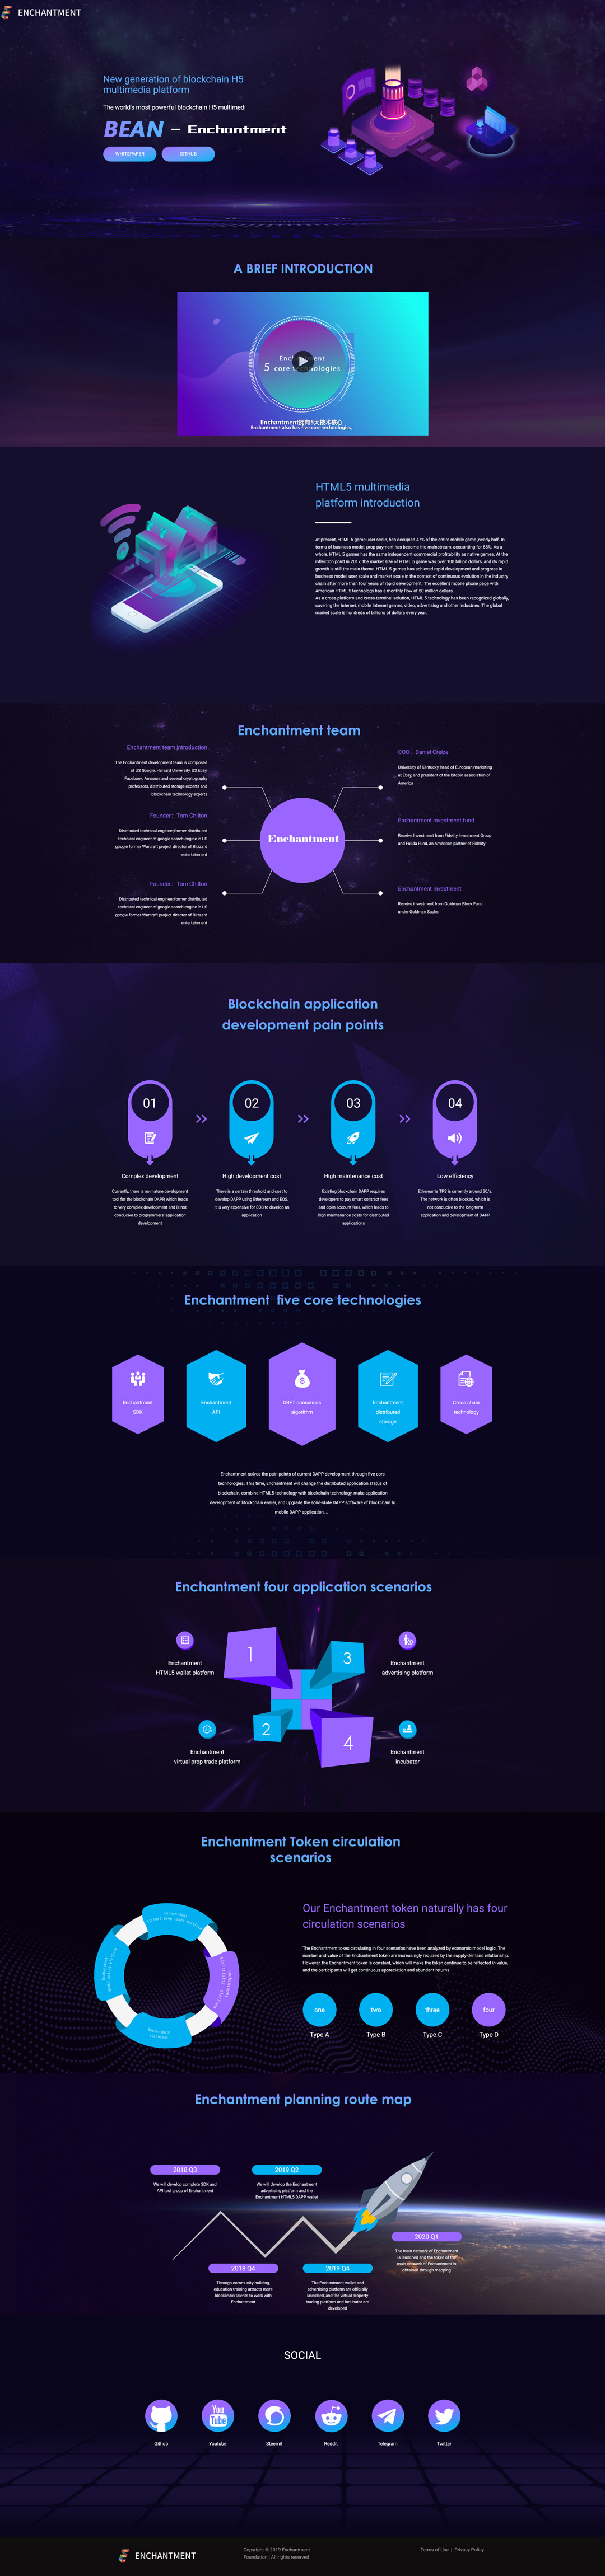 ENCHANTMENT
New generation of blockchain H5
multimedia platform
The world's most powerful blockchain H5 multimedi
BEAN - Enchantment
WHITEPAPER
GITHUB
A BRIEF INTRODUCTION
5 core technologies
Enchantment拥有5大技术核心
Enchantment also has five core technologies.
HTML5 multimedia
platform introduction
At present, HTML 5 game user scale, has occupied 47% of the entire mobile game ,nearly half. In
terms of business model, prop payment has become the mainstream, accounting for 68%. As a
whole, HTML 5 games has the same independent commercial profitability as native games. At the
inflection point in 2017, the market size of HTML 5 game was over 100 billion dollars, and its rapid
growth is still the main theme. HTML 5 games has achieved rapid development and progress in
business model, user scale and market scale in the context of continuous evolution in the industry
chain after more than four years of rapid development. The excellent mobile phone page with
American HTML 5 technology has a monthly flow of 50 million dollars.
As a cross-platform and cross-terminal solution, HTML 5 technology has been recognized globally,
covering the Internet, mobile Internet games, video, advertising and other industries. The global
market scale is hundreds of billions of dollars every year.
Enchantment team
Enchantment team introduction
The Enchantment development team is composed
of US Google, Harvard University, US Ebay,
Facebook, Amazon, and several cryptography
professors, distributed storage experts and
blockchain technology experts
Founder: Tom Chilton
Distributed technical engineer,former distributed
technical engineer of google search engine in US
google former Warcraft project director of Blizzard
entertainment
Founder: Tom Chilton
Distributed technical engineer,former distributed
technical engineer of google search engine in US
google former Warcraft project director of Blizzard
entertainment
Enchantment
COO: Daniel Creize
University of Kentucky, head of European marketing
at Ebay, and president of the bitcoin association of
America
Enchantment investment fund
Receive Investment from Fidelity Investment Group
and Fulida Fund, an American partner of Fidelity
Enchantment investment
Receive investment from Goldman Block Fund
under Goldman Sachs
Blockchain application
development pain points
01
02
03
04
Complex development
Currently, there is no mature development
tool for the blockchain DAPP, which leads
to very complex development and is not
conducive to programmers' application
development
High development cost
There is a certain threshold and cost to
develop DAPP using Ethereum and EOS.
It is very expensive for EOS to develop an
application
High maintenance cost
Existing blockchain DAPP requires
developers to pay smart contract fees
and open account fees, which leads to
high maintenance costs for distributed
applications
Low efficiency
Ethereum's TPS is currently around 20/s.
The network is often blocked, which is
not conducive to the long-term
application and development of DAPP
Enchantment five core technologies
Enchantment
SDK
Enchantment
API
DBFT consensus
algorithm
Enchantment
distributed
storage
Cross chain
technology
Enchantment solves the pain points of current DAPP development through five core
technologies. This time, Enchantment will change the distributed application status of
blockchain, combine HTML5 technology with blockchain technology, make application
development of blockchain easier, and upgrade the solid-state DAPP software of blockchain to
mobile DAPP application. 。
Enchantment four application scenarios
Enchantment
HTML5 wallet platform
1
3
Enchantment
advertising platform
Enchantment
virtual prop trade platform
2
4
Enchantment
incubator
Enchantment Token circulation
scenarios
Our Enchantment token naturally has four
circulation scenarios
The Enchantment tokens circulating in four scenarios have been analyzed by economic model logic. The
number and value of the Enchantment token are increasingly required by the supply-demand relationship.
However, the Enchantment token is constant, which will make the token continue to be reflected in value,
and the participants will get continuous appreciation and abundant returns.
one
two
three
four
Type A
Type B
Type C
Type D
Enchantment planning route map
2018 Q3
We will develop complete SDK and
API tool group of Enchantment
2019 Q2
We will develop the Enchantment
advertising platform and the
Enchantment HTML5 DAPP wallet
2020 Q1
The main network of Enchantment
is launched and the token of the
main network of Enchantment is
obtained through mapping
2018 Q4
Through community building,
education training attracts more
blockchain talents to work with
Enchantment
2019 Q4
The Enchantment wallet and
advertising platform are officially
launched, and the virtual property
trading platform and incubator are
developed
SOCIAL
You
Tube
Github
Youtube
Steemit
Reddit
Telegram
Twitter
ENCHANTMENT
Copyright © 2019 Enchantment
Foundation | All rights reserved
Terms of Use | Privacy Policy